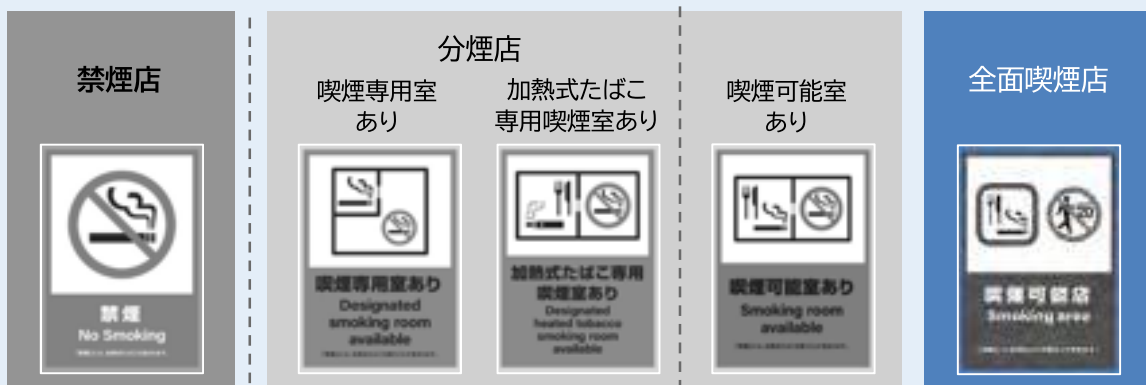 禁煙店
分煙店
喫煙専用室
あり
加熱式たばこ
専用喫煙室あり
喫煙可能室
あり
全面喫煙店
禁煙
No Smoking
喫煙専用室あり
Designated
smoking room
available
加熱式たばこ専用
喫煙室あり
Designated
heated tobacco
smoking room
available
喫煙可能室あり
Smoking room
available
20
喫煙可能店
Smoking area